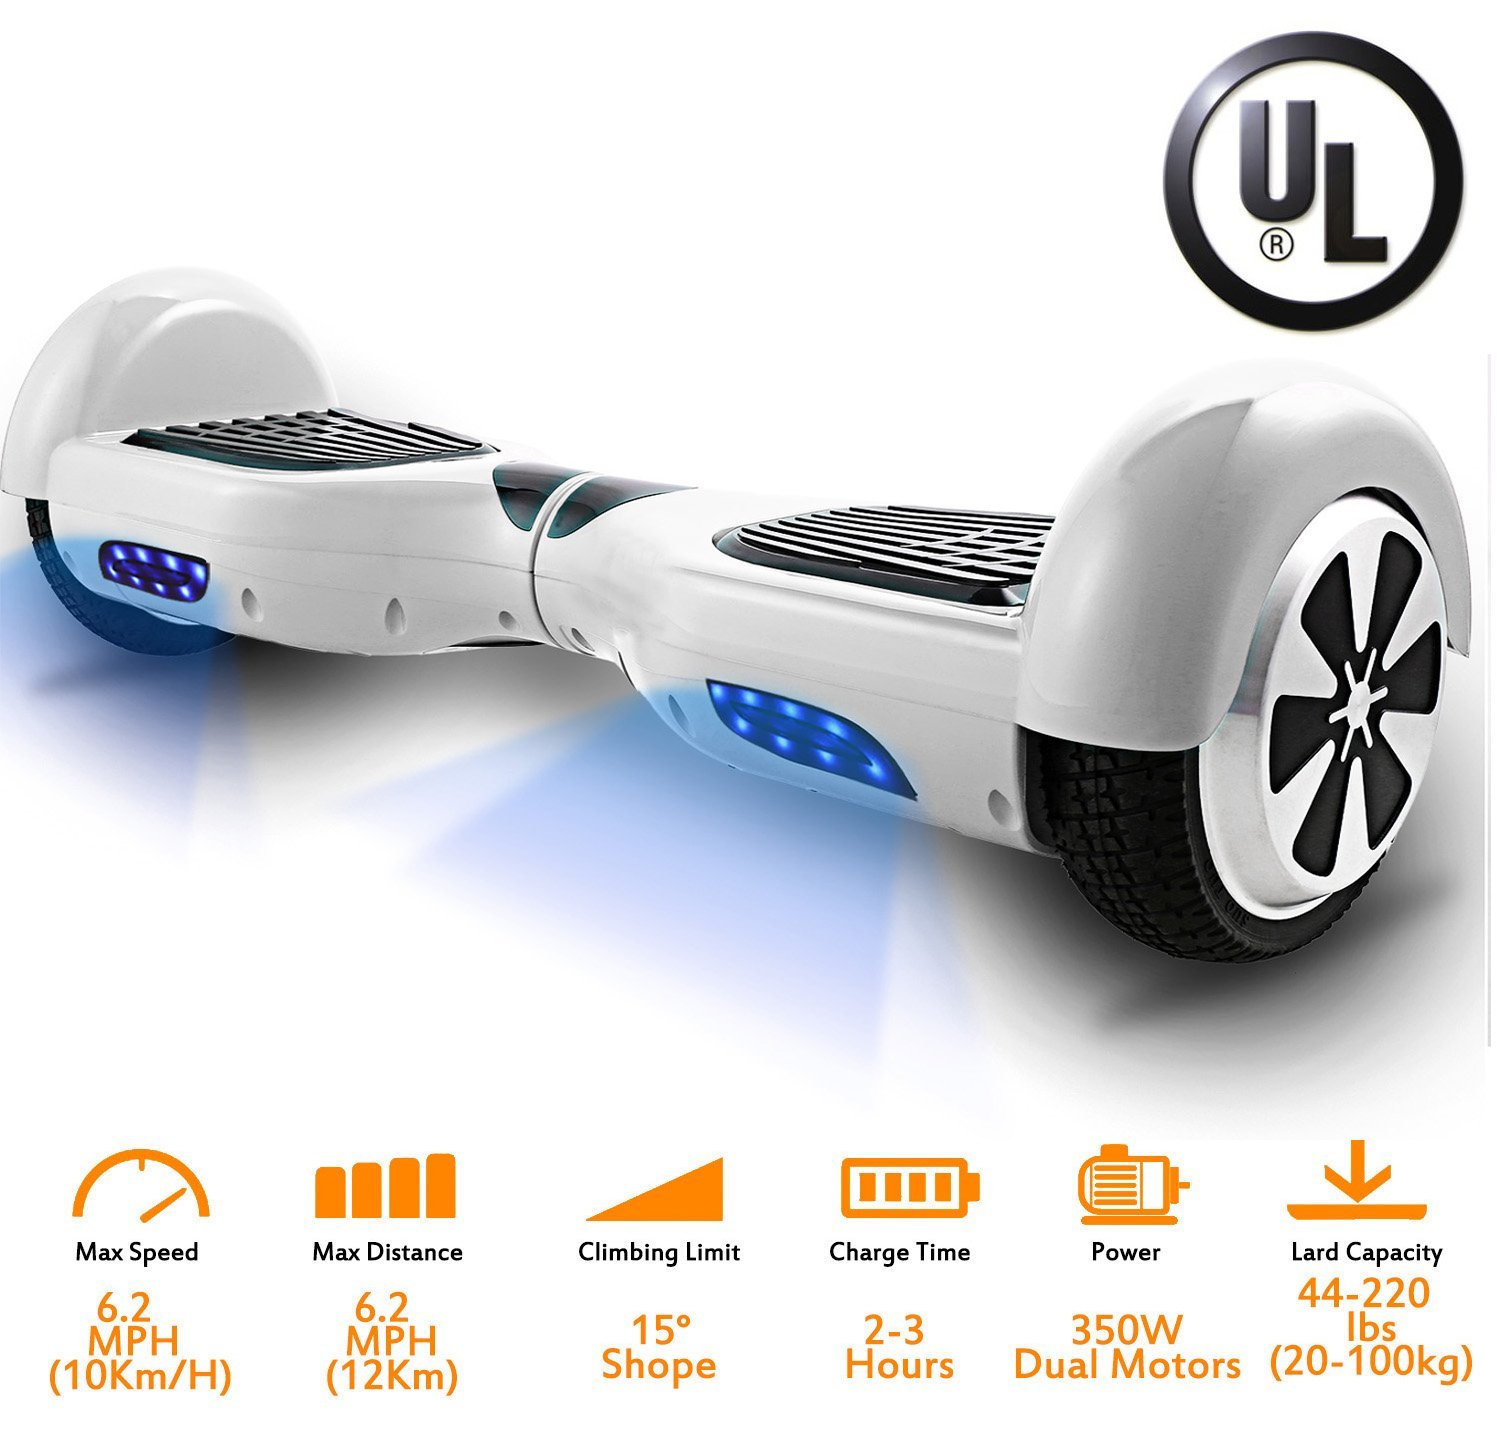 UL
®
Max Speed
6.2
MPH
(10Km/H)
Max Distance
6.2
MPH
(12Km)
Climbing Limit
15°
Shope
Charge Time
2-3
Hours
Power
350W
Dual Motors
Lard Capacity
44-220
lbs
(20-100kg)